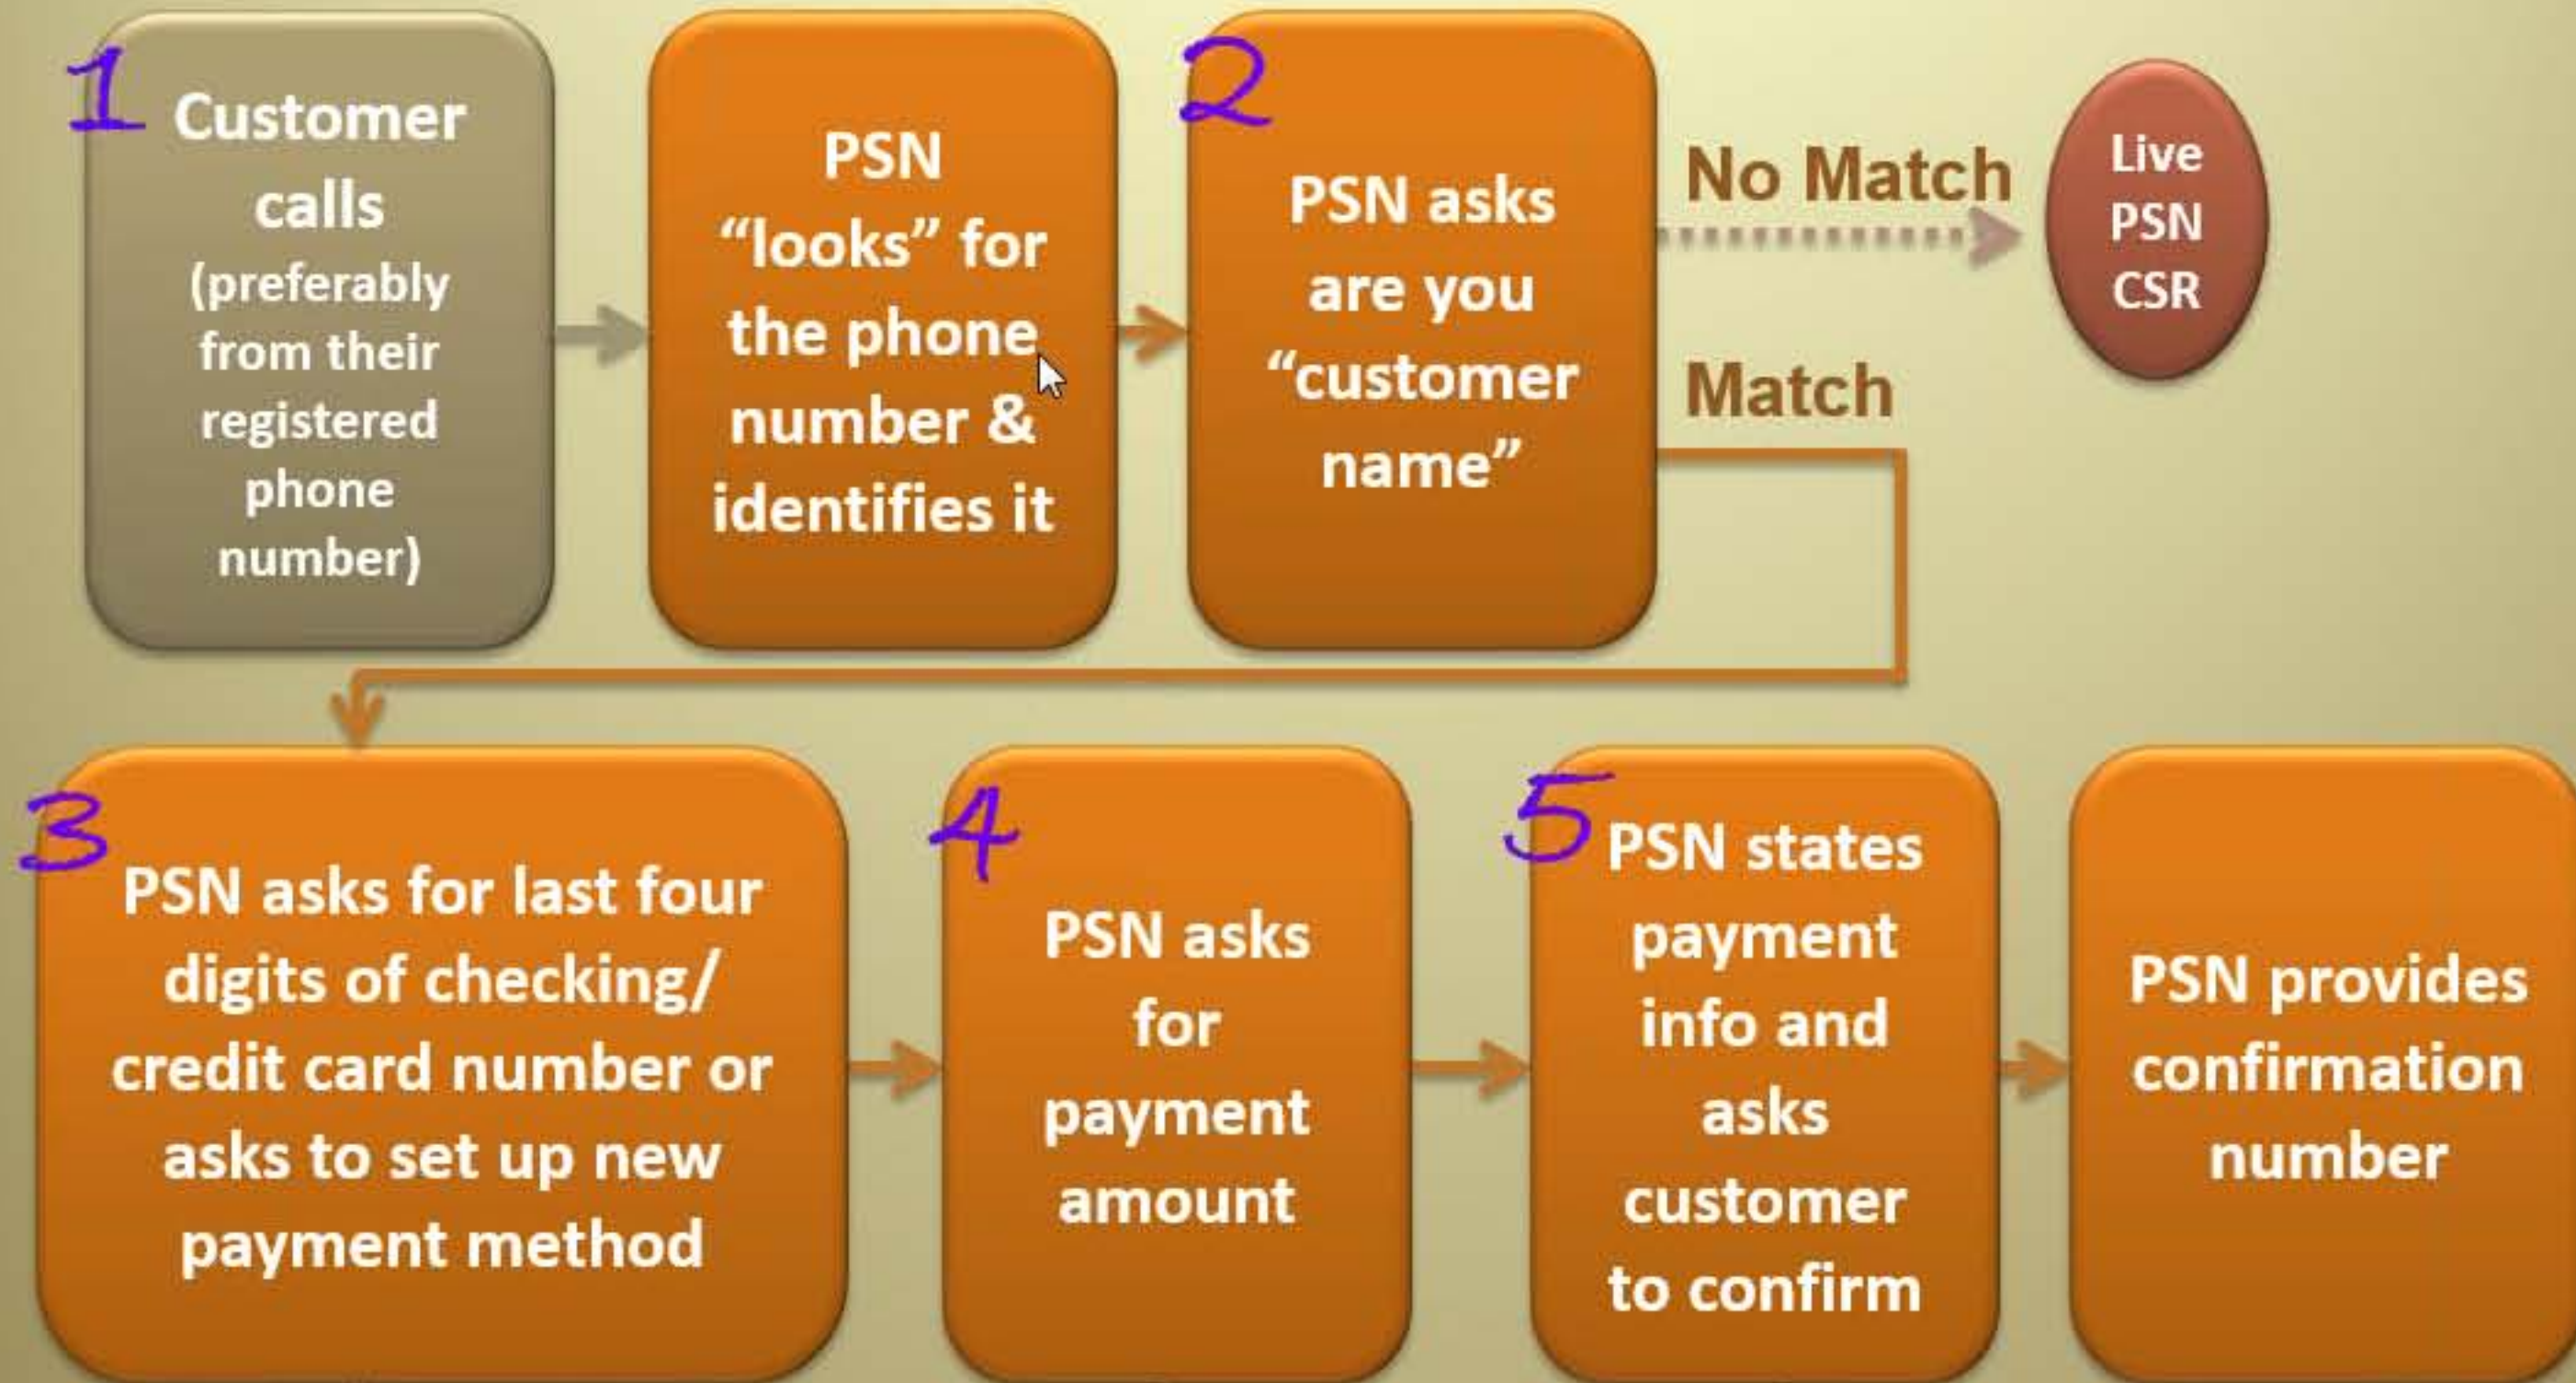 1
Customer
calls
(preferably
from their
registered
phone
number)
PSN
“looks” for
the phone
number &
identifies it
2
PSN asks
are you
“customer
name”
No Match
Match
Live
PSN
CSR
3
PSN asks for last four
digits of checking/
credit card number or
asks to set up new
payment method
4
PSN asks
for
payment
amount
5
PSN states
payment
info and
asks
customer
to confirm
PSN provides
confirmation
number